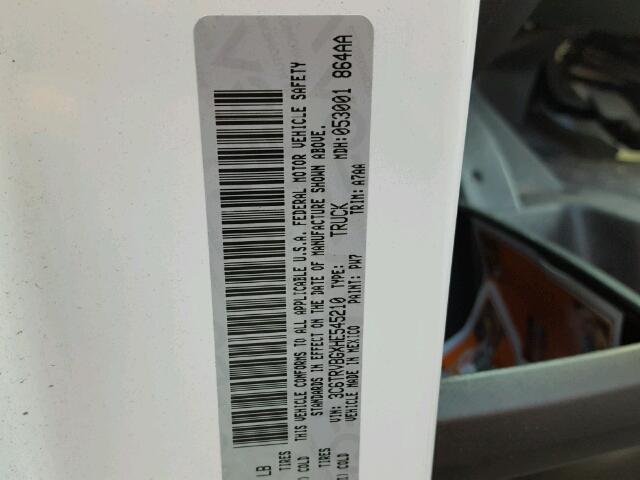 LB
TIRES
) COLD
THIS VEHICLE CONFORMS TO ALL APPLICABLE U.S.A. FEDERAL MOTOR VEHICLE SAFETY
STANDARDS IN EFFECT ON THE DATE OF MANUFACTURE SHOWN ABOVE.
TIRES VIN: 3C6TRVBGXHE545210 TYPE: TRUCK MDH:053001 864AA
) COLD VEHICLE MADE IN MEXICO PAINT: PW7 TRIM: A7AA